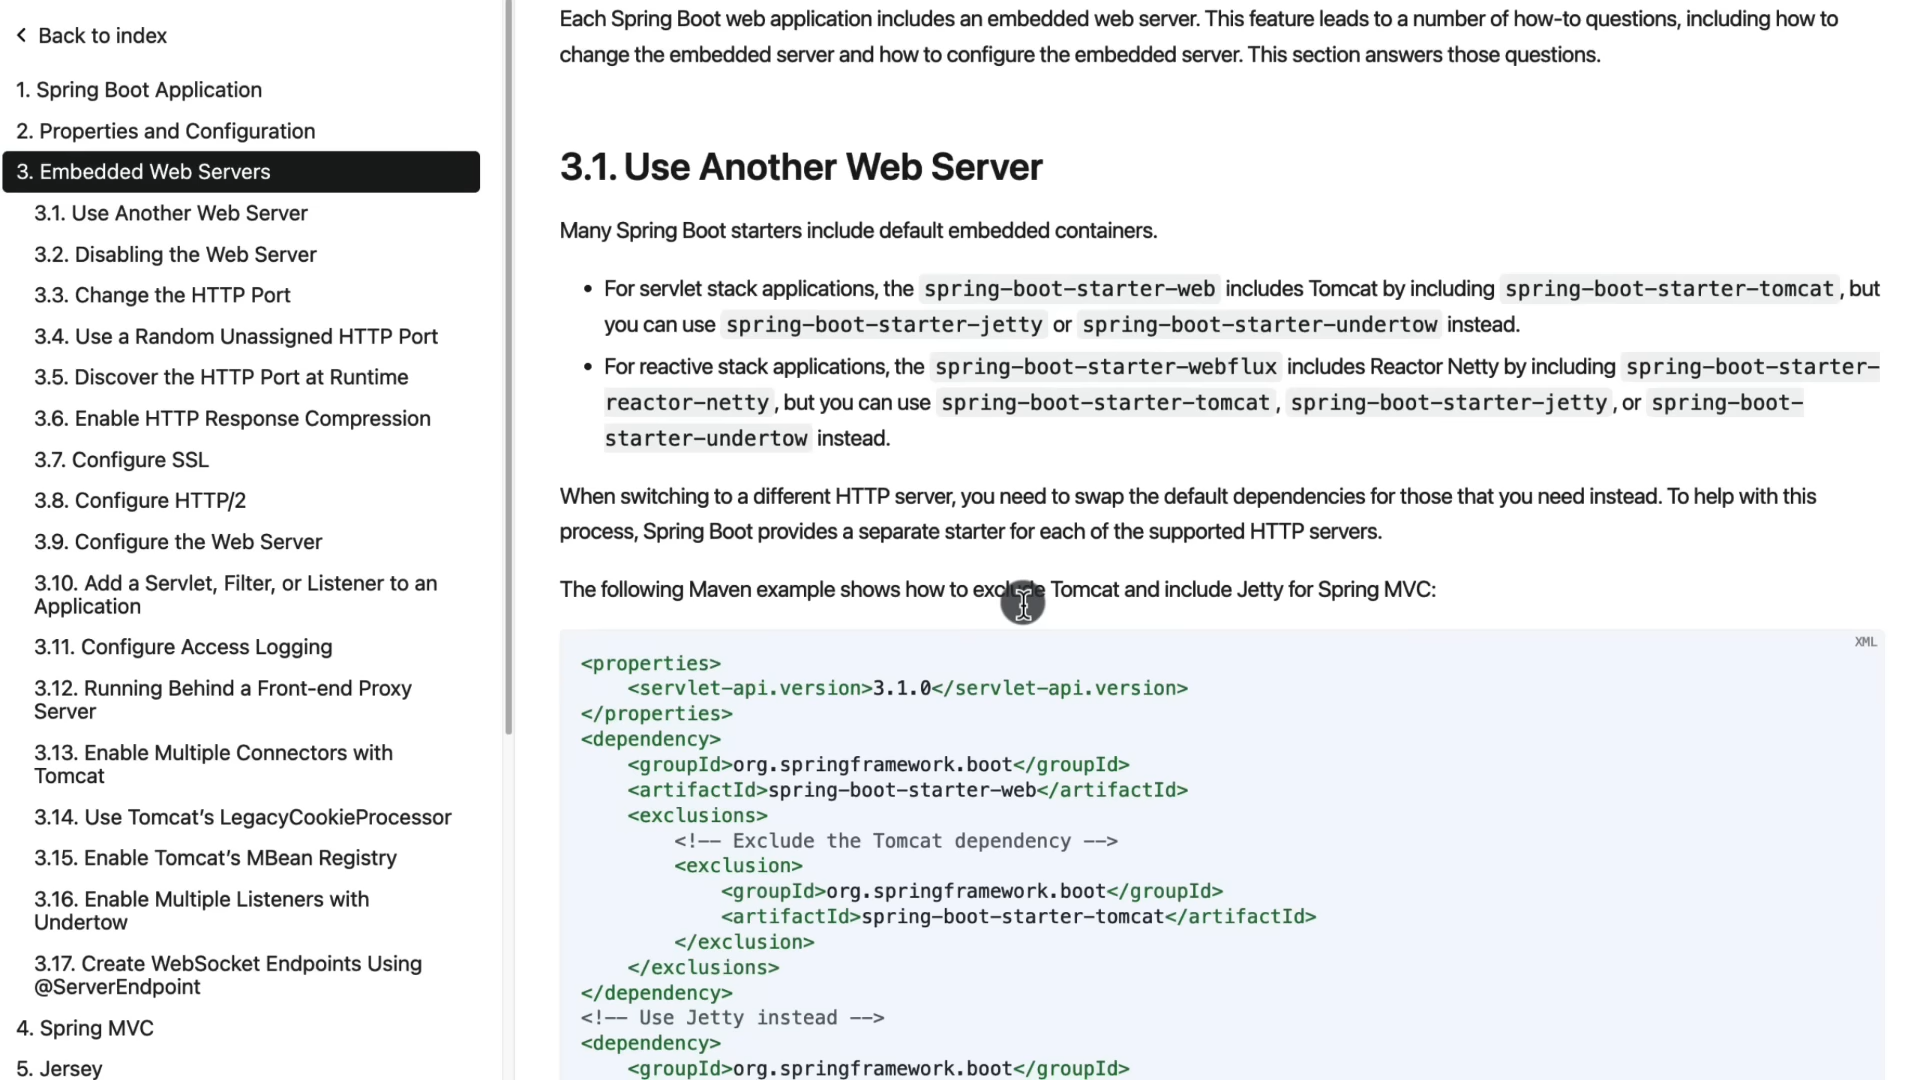 Back to index
1. Spring Boot Application
2. Properties and Configuration
3. Embedded Web Servers
3.1. Use Another Web Server
3.2. Disabling the Web Server
3.3. Change the HTTP Port
3.4. Use a Random Unassigned HTTP Port
3.5. Discover the HTTP Port at Runtime
3.6. Enable HTTP Response Compression
3.7. Configure SSL
3.8. Configure HTTP/2
3.9. Configure the Web Server
3.10. Add a Servlet, Filter, or Listener to an
Application
3.11. Configure Access Logging
3.12. Running Behind a Front-end Proxy
Server
3.13. Enable Multiple Connectors with
Tomcat
3.14. Use Tomcat’s LegacyCookieProcessor
3.15. Enable Tomcat’s MBean Registry
3.16. Enable Multiple Listeners with
Undertow
3.17. Create WebSocket Endpoints Using
@ServerEndpoint
4. Spring MVC
5. Jersey
Each Spring Boot web application includes an embedded web server. This feature leads to a number of how-to questions, including how to
change the embedded server and how to configure the embedded server. This section answers those questions.
3.1. Use Another Web Server
Many Spring Boot starters include default embedded containers.
• For servlet stack applications, the spring-boot-starter-web includes Tomcat by including spring-boot-starter-tomcat, but
you can use spring-boot-starter-jetty or spring-boot-starter-undertow instead.
• For reactive stack applications, the spring-boot-starter-webflux includes Reactor Netty by including spring-boot-starter-
reactor-netty, but you can use spring-boot-starter-tomcat, spring-boot-starter-jetty, or spring-boot-
starter-undertow instead.
When switching to a different HTTP server, you need to swap the default dependencies for those that you need instead. To help with this
process, Spring Boot provides a separate starter for each of the supported HTTP servers.
The following Maven example shows how to exclude Tomcat and include Jetty for Spring MVC:
XML
<properties>
    <servlet-api.version>3.1.0</servlet-api.version>
</properties>
<dependency>
    <groupId>org.springframework.boot</groupId>
    <artifactId>spring-boot-starter-web</artifactId>
    <exclusions>
        <!-- Exclude the Tomcat dependency -->
        <exclusion>
            <groupId>org.springframework.boot</groupId>
            <artifactId>spring-boot-starter-tomcat</artifactId>
        </exclusion>
    </exclusions>
</dependency>
<!-- Use Jetty instead -->
<dependency>
    <groupId>org.springframework.boot</groupId>